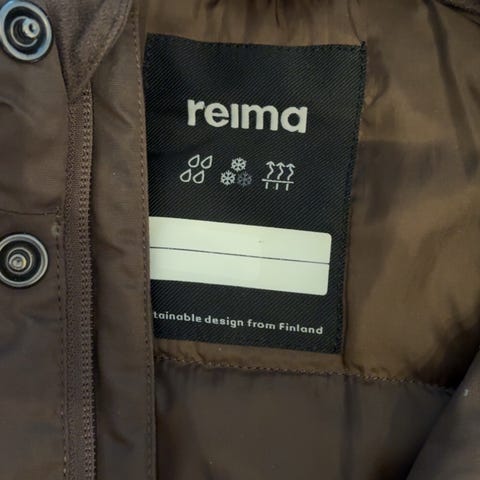 reima
tainable design from Finland